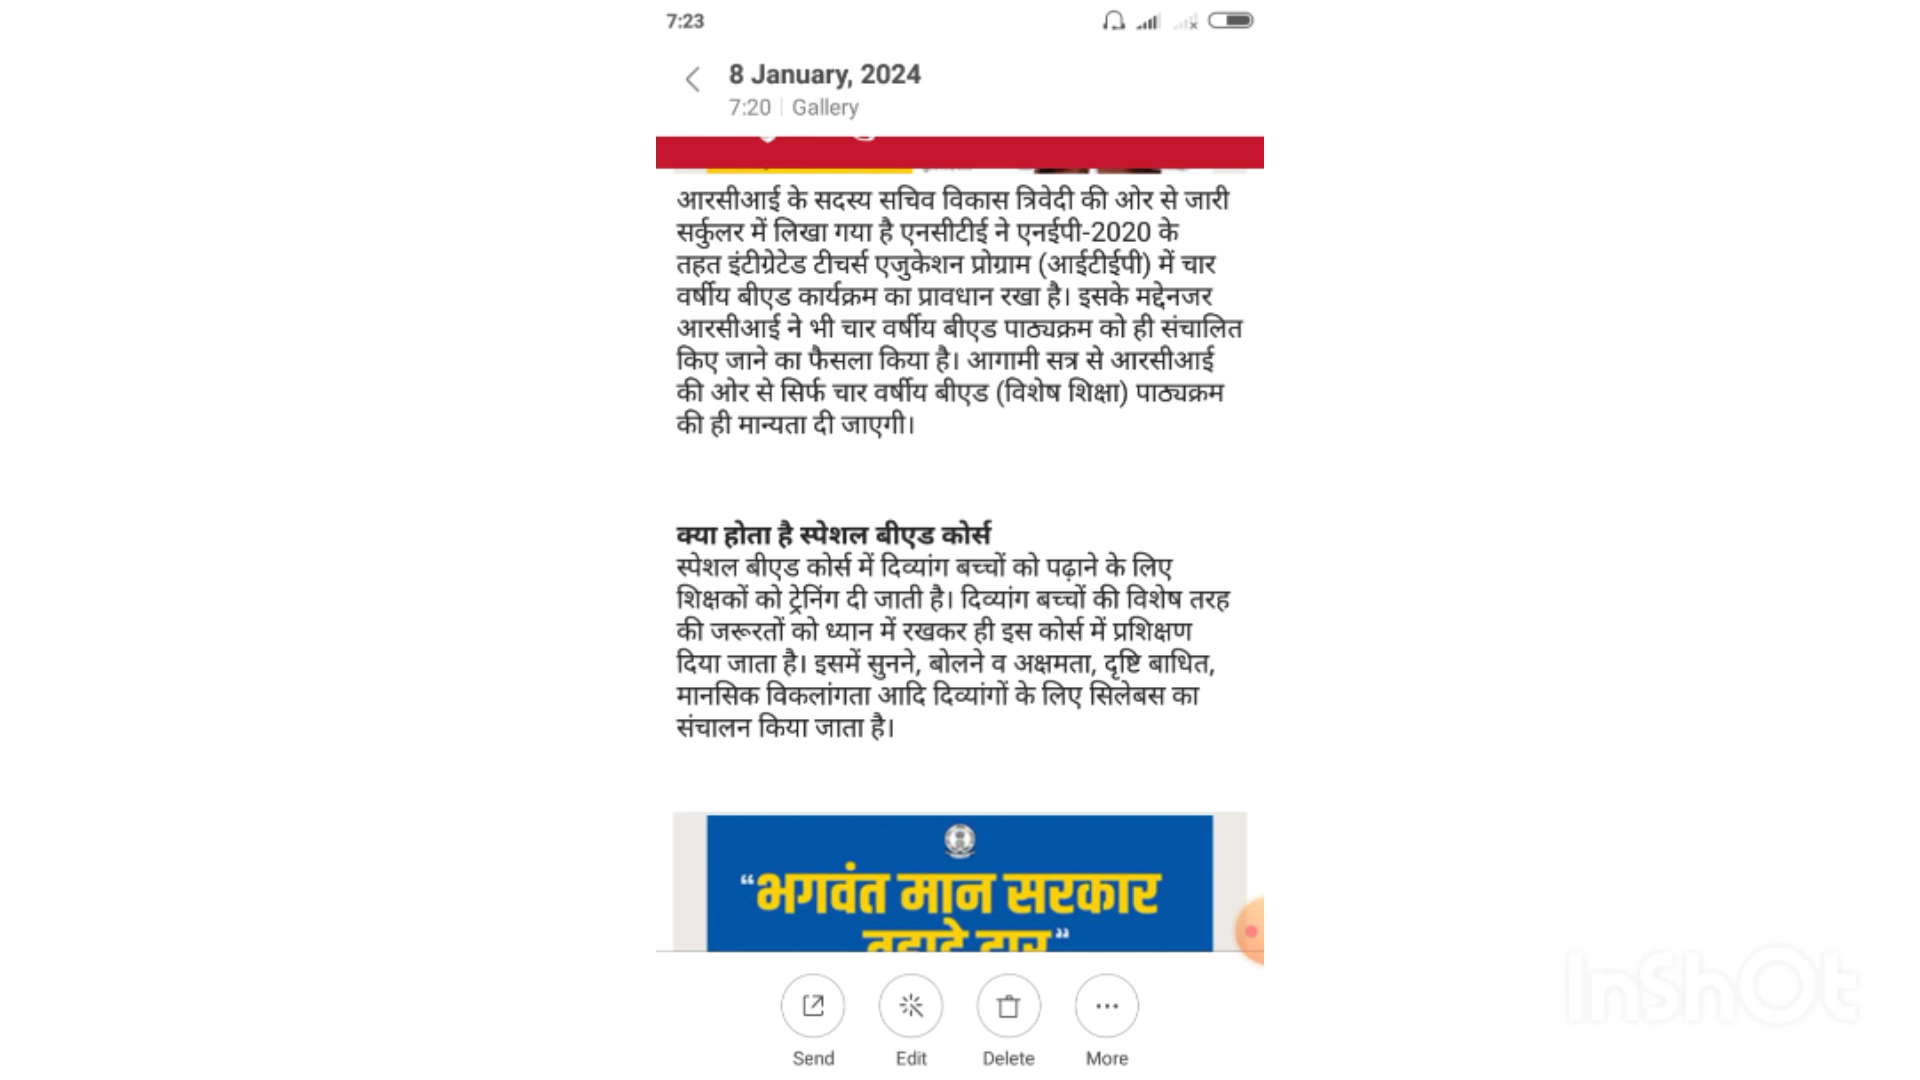 7:23
8 January, 2024
7:20 | Gallery
आरसीआई के सदस्य सचिव विकास त्रिवेदी की ओर से जारी
सर्कुलर में लिखा गया है एनसीटीई ने एनईपी-2020 के
तहत इंटीग्रेटेड टीचर्स एजुकेशन प्रोग्राम (आईटीईपी) में चार
वर्षीय बीएड कार्यक्रम का प्रावधान रखा है। इसके मद्देनजर
आरसीआई ने भी चार वर्षीय बीएड पाठ्यक्रम को ही संचालित
किए जाने का फैसला किया है। आगामी सत्र से आरसीआई
की ओर से सिर्फ चार वर्षीय बीएड (विशेष शिक्षा) पाठ्यक्रम
की ही मान्यता दी जाएगी।
क्या होता है स्पेशल बीएड कोर्स
स्पेशल बीएड कोर्स में दिव्यांग बच्चों को पढ़ाने के लिए
शिक्षकों को ट्रेनिंग दी जाती है। दिव्यांग बच्चों की विशेष तरह
की जरूरतों को ध्यान में रखकर ही इस कोर्स में प्रशिक्षण
दिया जाता है। इसमें सुनने, बोलने व अक्षमता, दृष्टि बाधित,
मानसिक विकलांगता आदि दिव्यांगों के लिए सिलेबस का
संचालन किया जाता है।
“भगवंत मान सरकार
Send Edit Delete More
InShOt